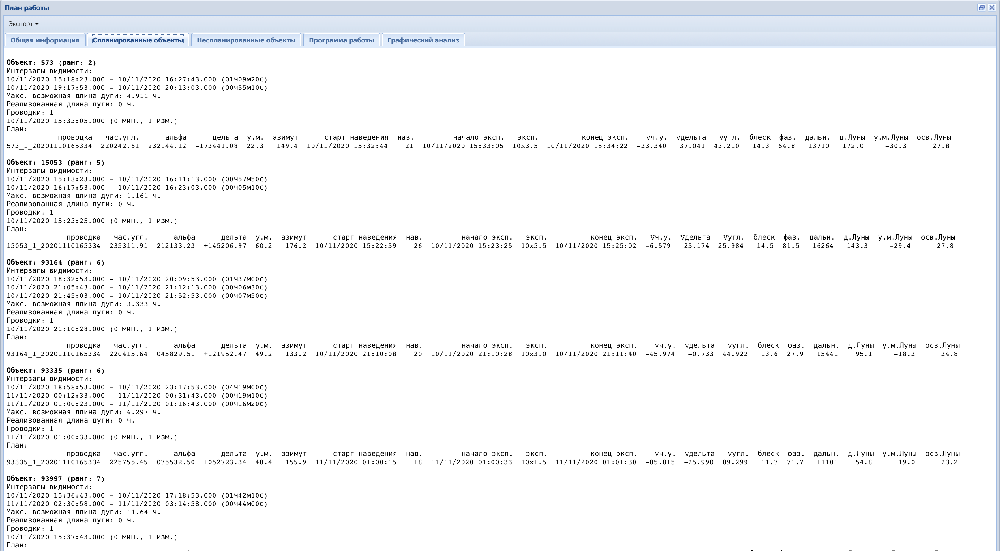 План работы
Экспорт
Общая информация Спланированные объекты Неспланированные объекты Программа работы Графический анализ
Объект: 573 (ранг: 2)
Интервалы видимости:
10/11/2020 15:18:23.000 - 10/11/2020 16:27:43.000 (01ч09м20с)
10/11/2020 19:17:53.000 - 10/11/2020 20:13:03.000 (00ч55м10с)
Макс. возможная длина дуги: 4.911 ч.
Реализованная длина дуги: 0 ч.
Проводки: 1
10/11/2020 15:33:05.000 (0 мин., 1 изм.)
План:
проводка час.угл. альфа дельта у.м. азимут старт наведения нав. начало эксп. эксп. конец эксп. ∇ч.у. ∇дельта ∇угл. блеск фаз. дальн. д.Луны у.м.Луны осв.Луны
573_1_20201110165334 220242.61 232144.12 -173441.08 22.3 149.4 10/11/2020 15:32:44 21 10/11/2020 15:33:05 10x3.5 10/11/2020 15:34:22 -23.340 37.041 43.210 14.3 64.8 13710 172.0 -30.3 27.8
Объект: 15053 (ранг: 5)
Интервалы видимости:
10/11/2020 15:13:23.000 - 10/11/2020 16:11:13.000 (00ч57м50с)
10/11/2020 16:17:53.000 - 10/11/2020 16:23:03.000 (00ч05м10с)
Макс. возможная длина дуги: 1.161 ч.
Реализованная длина дуги: 0 ч.
Проводки: 1
10/11/2020 15:23:25.000 (0 мин., 1 изм.)
План:
проводка час.угл. альфа дельта у.м. азимут старт наведения нав. начало эксп. эксп. конец эксп. ∇ч.у. ∇дельта ∇угл. блеск фаз. дальн. д.Луны у.м.Луны осв.Луны
15053_1_20201110165334 235311.91 212133.23 +145206.97 60.2 176.2 10/11/2020 15:22:59 26 10/11/2020 15:23:25 10x5.5 10/11/2020 15:25:02 -6.579 25.174 25.984 14.5 81.5 16264 143.3 -29.4 27.8
Объект: 93164 (ранг: 6)
Интервалы видимости:
10/11/2020 18:32:53.000 - 10/11/2020 20:09:53.000 (01ч37м00с)
10/11/2020 21:05:43.000 - 10/11/2020 21:12:13.000 (00ч06м30с)
10/11/2020 21:45:03.000 - 10/11/2020 21:52:53.000 (00ч07м50с)
Макс. возможная длина дуги: 3.333 ч.
Реализованная длина дуги: 0 ч.
Проводки: 1
10/11/2020 21:10:28.000 (0 мин., 1 изм.)
План:
проводка час.угл. альфа дельта у.м. азимут старт наведения нав. начало эксп. эксп. конец эксп. ∇ч.у. ∇дельта ∇угл. блеск фаз. дальн. д.Луны у.м.Луны осв.Луны
93164_1_20201110165334 220415.64 045829.51 +121952.47 49.2 133.2 10/11/2020 21:10:08 20 10/11/2020 21:10:28 10x3.0 10/11/2020 21:11:40 -45.974 -0.733 44.922 13.6 27.9 15441 95.1 -18.2 24.8
Объект: 93335 (ранг: 6)
Интервалы видимости:
10/11/2020 18:58:53.000 - 10/11/2020 23:17:53.000 (04ч19м00с)
11/11/2020 00:12:33.000 - 11/11/2020 00:31:43.000 (00ч19м10с)
11/11/2020 01:00:23.000 - 11/11/2020 01:16:43.000 (00ч16м20с)
Макс. возможная длина дуги: 6.297 ч.
Реализованная длина дуги: 0 ч.
Проводки: 1
11/11/2020 01:00:33.000 (0 мин., 1 изм.)
План:
проводка час.угл. альфа дельта у.м. азимут старт наведения нав. начало эксп. эксп. конец эксп. ∇ч.у. ∇дельта ∇угл. блеск фаз. дальн. д.Луны у.м.Луны осв.Луны
93335_1_20201110165334 225755.45 075532.50 +052723.34 48.4 155.9 11/11/2020 01:00:15 18 11/11/2020 01:00:33 10x1.5 11/11/2020 01:01:30 -85.815 -25.990 89.299 11.7 71.7 11101 54.8 19.0 23.2
Объект: 93997 (ранг: 7)
Интервалы видимости:
10/11/2020 15:36:43.000 - 10/11/2020 17:18:53.000 (01ч42м10с)
11/11/2020 02:30:58.000 - 11/11/2020 03:14:58.000 (00ч44м00с)
Макс. возможная длина дуги: 11.64 ч.
Реализованная длина дуги: 0 ч.
Проводки: 1
10/11/2020 15:37:43.000 (0 мин., 1 изм.)
План: